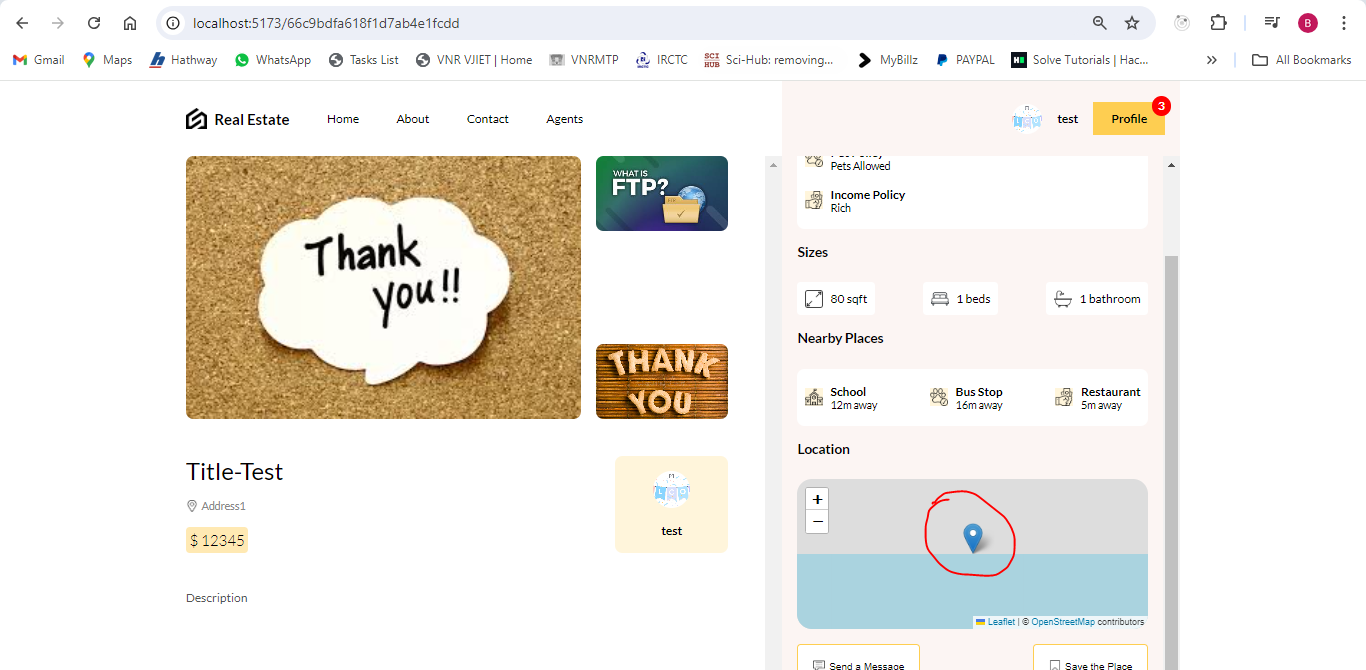 localhost:5173/66c9bdfa618f1d7ab4e1fcdd
B
Gmail
Maps
Hathway
WhatsApp
Tasks List
VNR VJIET | Home
VNRMTP
IRCTC
SCI
HUB
Sci-Hub: removing...
MyBillz
PAYPAL
Solve Tutorials | Hac...
»
All Bookmarks
Real Estate
Home
About
Contact
Agents
test
Profile
3
Thank
you!!
WHAT IS
FTP?
THANK
YOU
Title-Test
Address1
$ 12345
test
Description
Pets Allowed
Income Policy
Rich
Sizes
80 sqft
1 beds
1 bathroom
Nearby Places
School
12m away
Bus Stop
16m away
Restaurant
5m away
Location
+
−
Leaflet | © OpenStreetMap contributors
Send a Message
Save the Place